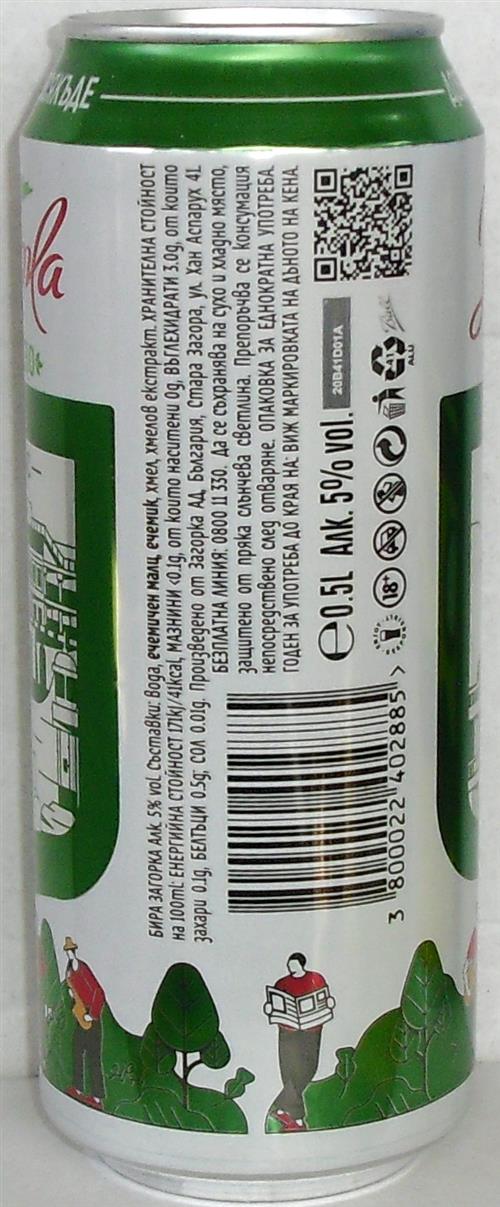 КЪДЕ
БИРА ЗАГОРКА Алк. 5% vol. Съставки: вода, ечемичен малц, ечемик, хмел, хмелов екстракт. ХРАНИТЕЛНА СТОЙНОСТ
на 100ml: ЕНЕРГИЙНА СТОЙНОСТ 171kJ/41kcal, МАЗНИНИ <0.1g, от които наситени 0g, ВЪГЛЕХИДРАТИ 3.0g, от които
захари 0.1g, БЕЛТЪЦИ 0.5g; СОЛ 0.01g. Произведено от Загорка АД, България, Стара Загора, ул. Хан Аспарух 41.
БЕЗПЛАТНА ЛИНИЯ: 0800 11 330. Да се съхранява на сухо и хладно място,
защитено от пряка слънчева светлина. Препоръчва се консумация
непосредствено след отваряне. ОПАКОВКА ЗА ЕДНОКРАТНА УПОТРЕБА.
ГОДЕН ЗА УПОТРЕБА ДО КРАЯ НА: ВИЖ МАРКИРОВКАТА НА ДЪНОТО НА КЕНА.
e 0.5L Алк. 5% vol.
20B41D01A
18+
41
ALU
Ball
3 800022 402885 >